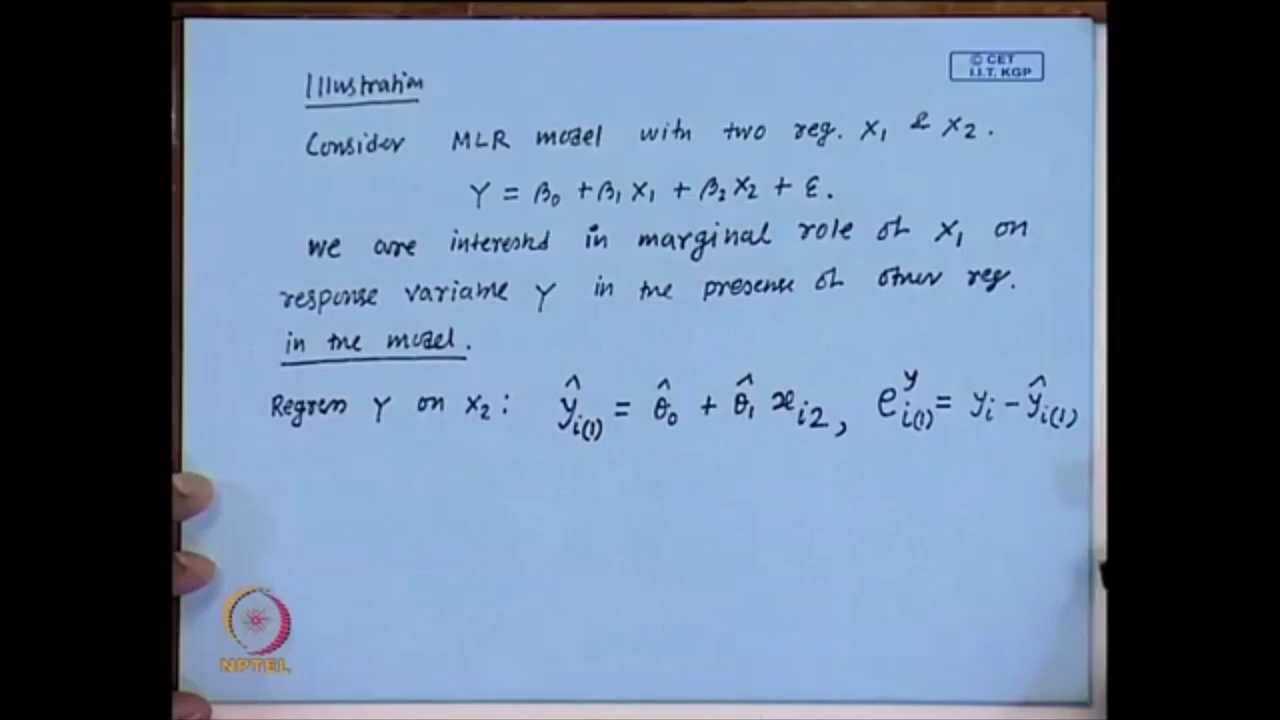 © CET
I.I.T. KGP
Illustration
Consider MLR model with two reg. X₁ & X₂.
Y = β₀ + β₁ X₁ + β₂ X₂ + ε.
we are interested in marginal role of X₁ on
response variable Y in the presense of other reg.
in the model.
Regress Y on X₂ : ŷᵢ₍₁₎ = θ̂₀ + θ̂₁ xᵢ₂, eʸᵢ₍₁₎ = yᵢ - ŷᵢ₍₁₎
NPTEL